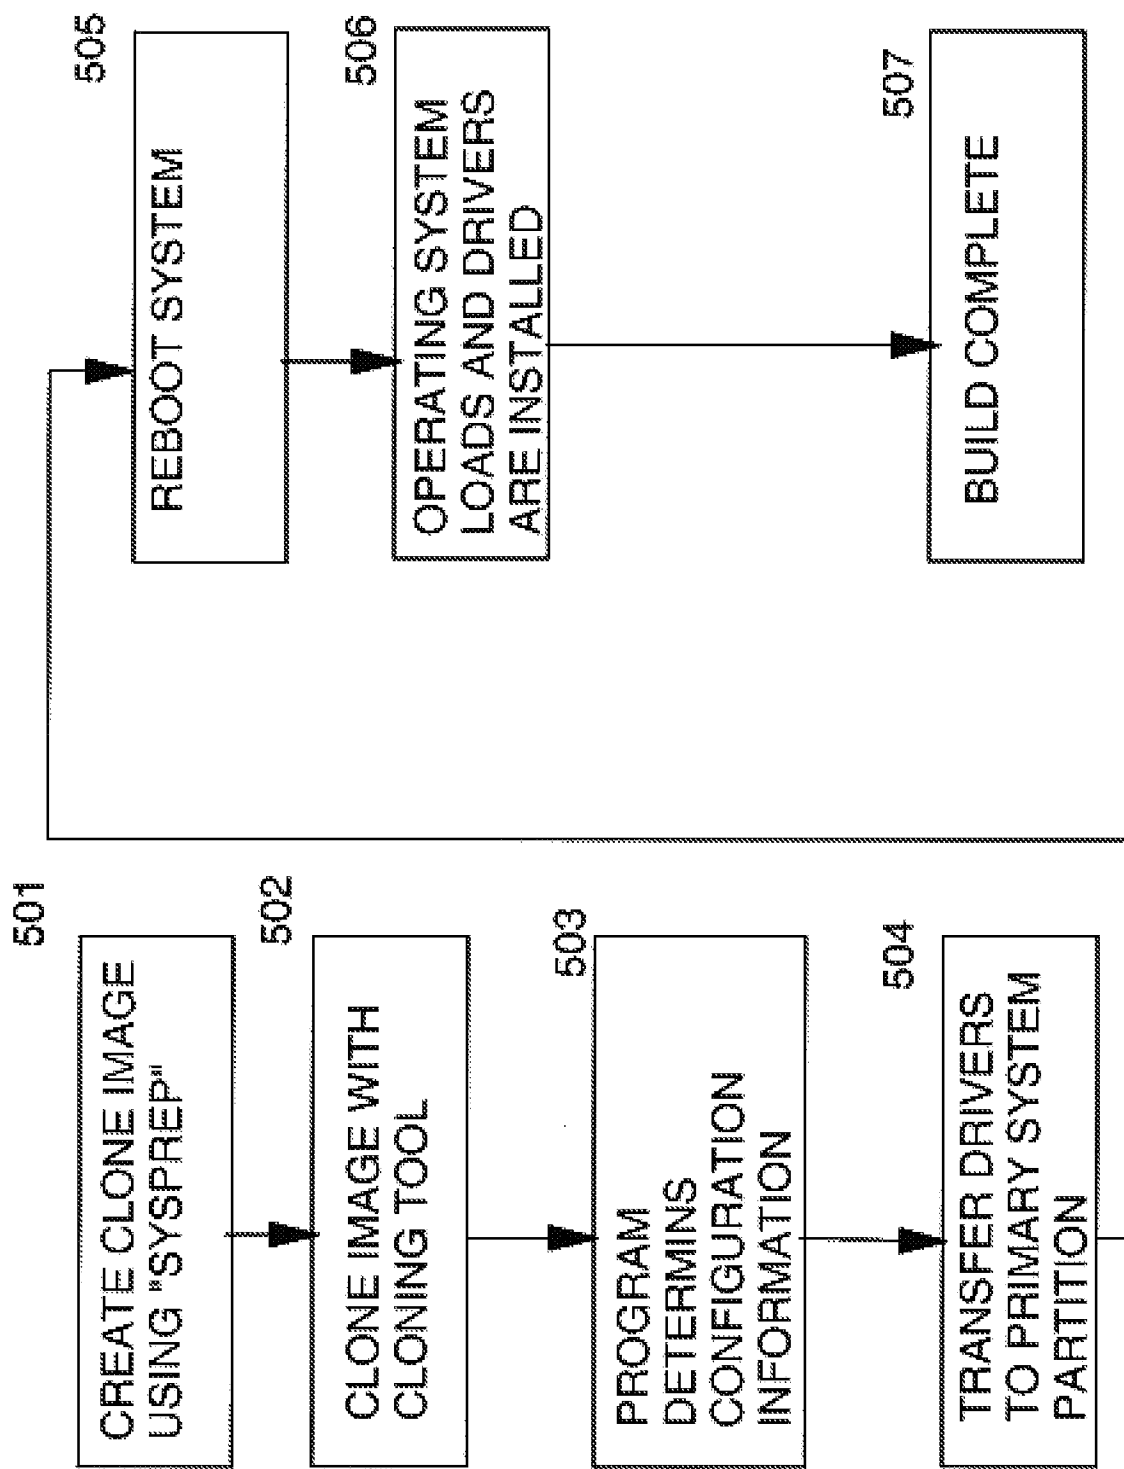 501
CREATE CLONE IMAGE
USING "SYSPREP"
502
CLONE IMAGE WITH
CLONING TOOL
503
PROGRAM
DETERMINS
CONFIGURATION
INFORMATION
504
TRANSFER DRIVERS
TO PRIMARY SYSTEM
PARTITION
505
REBOOT SYSTEM
506
OPERATING SYSTEM
LOADS AND DRIVERS
ARE INSTALLED
507
BUILD COMPLETE